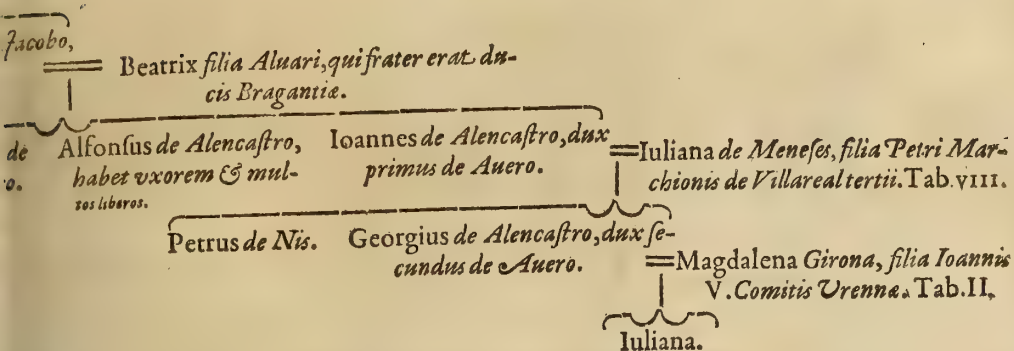 Jacobo,
Beatrix filia Aluari, qui frater erat du-
cis Bragantiæ.
de
o.
Alfonſus de Alencaſtro,
habet vxorem & mul-
tos liberos.
Ioannes de Alencaſtro, dux
primus de Auero.
Iuliana de Meneſes, filia Petri Mar-
chionis de Villareal tertii. Tab. VIII.
Petrus de Nis.
Georgius de Alencaſtro, dux ſe-
cundus de Auero.
Magdalena Girona, filia Ioannis
V. Comitis Vrennæ. Tab. II.
Iuliana.